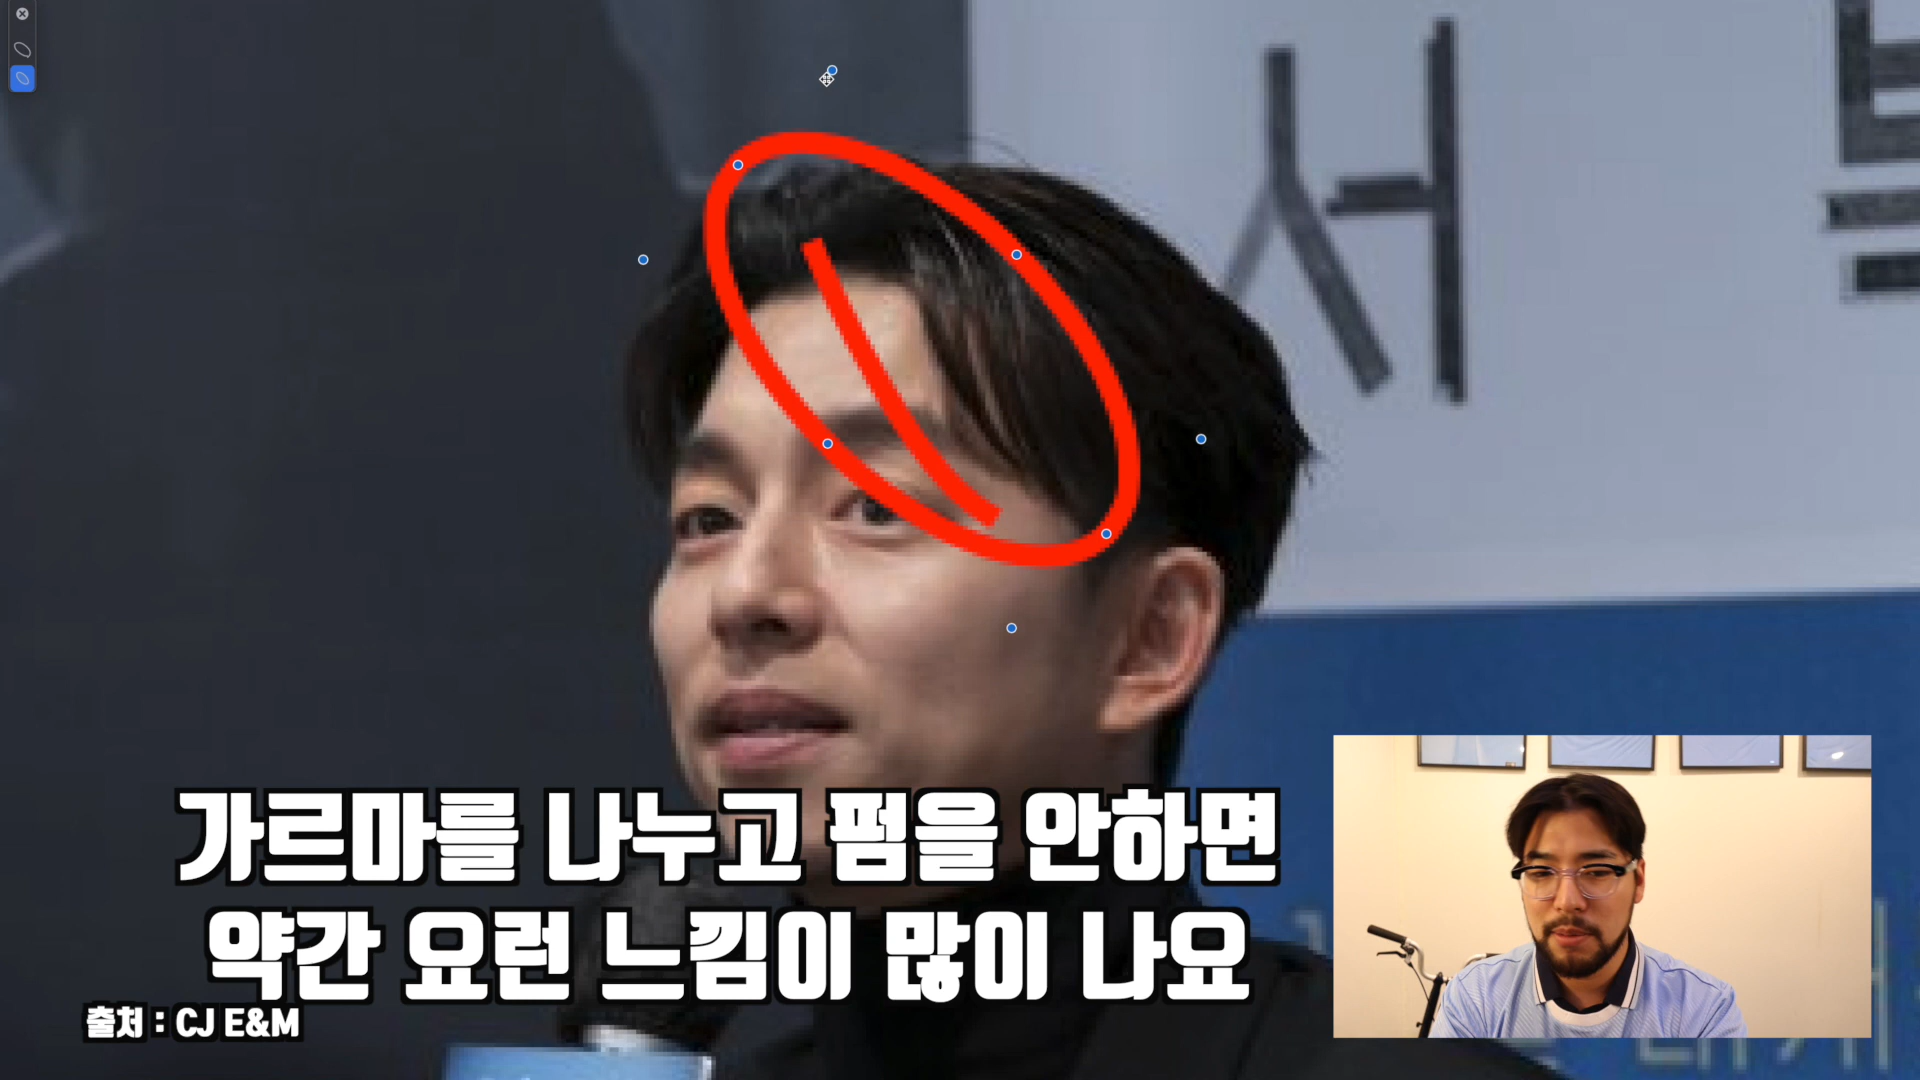 서
가르마를 나누고 펌을 안하면
약간 요런 느낌이 많이 나요
출처 : CJ E&M